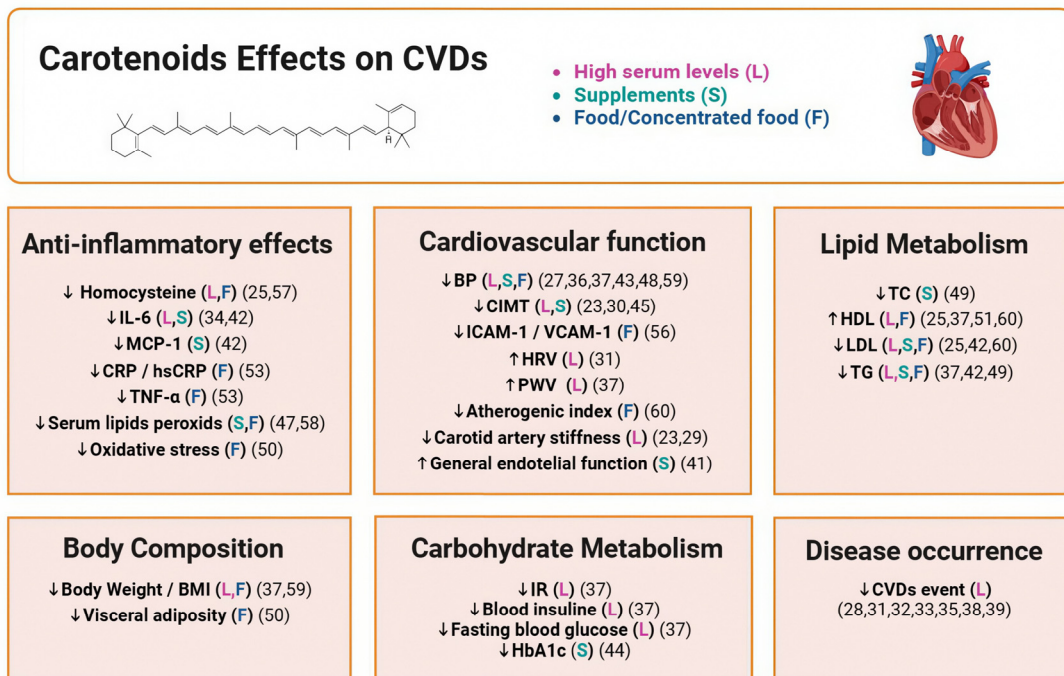 Carotenoids Effects on CVDs
• High serum levels (L)
• Supplements (S)
• Food/Concentrated food (F)
H
Anti-inflammatory effects
↓ Homocysteine (L,F) (25,57)
↓IL-6 (L,S) (34,42)
↓MCP-1 (S) (42)
↓CRP / hsCRP (F) (53)
↓TNF-α (F) (53)
↓Serum lipids peroxids (S,F) (47,58)
↓Oxidative stress (F) (50)
Cardiovascular function
↓BP (L,S,F) (27,36,37,43,48,59)
↓CIMT (L,S) (23,30,45)
↓ICAM-1 / VCAM-1 (F) (56)
↑HRV (L) (31)
↑PWV (L) (37)
↓Atherogenic index (F) (60)
↓Carotid artery stiffness (L) (23,29)
↑General endotelial function (S) (41)
Lipid Metabolism
↓TC (S) (49)
↑HDL (L,F) (25,37,51,60)
↓LDL (L,S,F) (25,42,60)
↓TG (L,S,F) (37,42,49)
Body Composition
↓Body Weight / BMI (L,F) (37,59)
↓Visceral adiposity (F) (50)
Carbohydrate Metabolism
↓IR (L) (37)
↓Blood insuline (L) (37)
↓Fasting blood glucose (L) (37)
↓HbA1c (S) (44)
Disease occurrence
↓CVDs event (L)
(28,31,32,33,35,38,39)